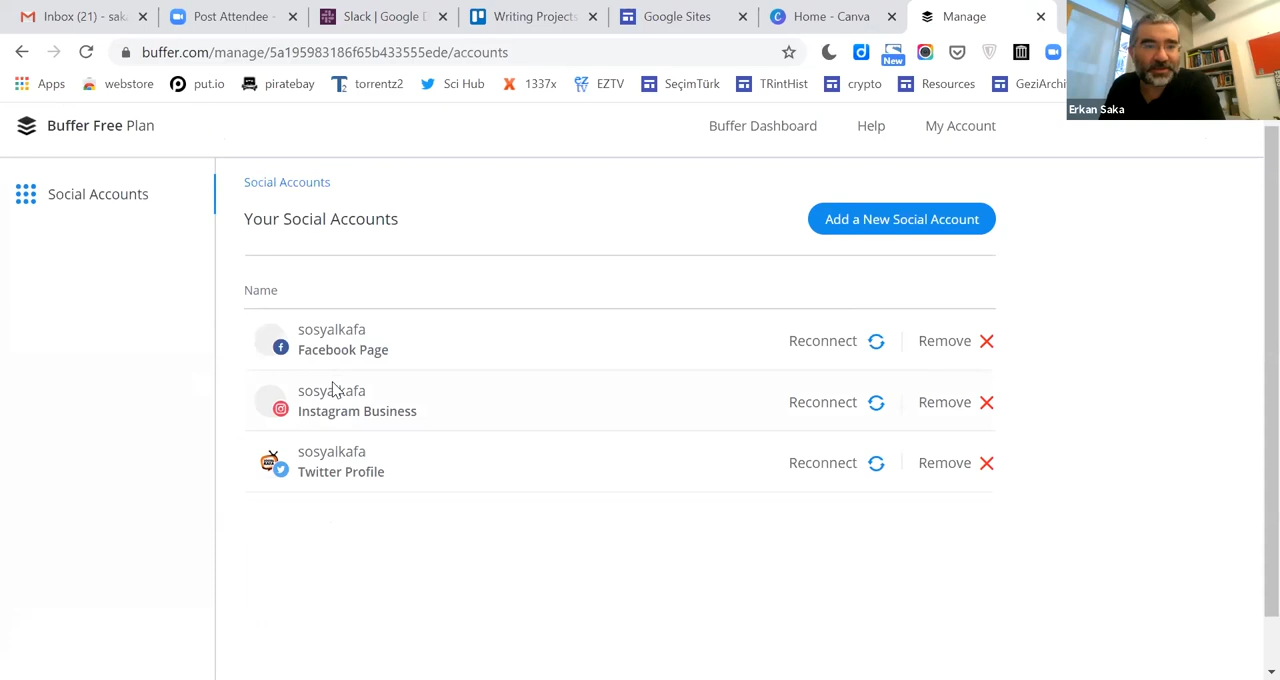 Inbox (21) - sak
Post Attendee -
Slack | Google D
Writing Projects
Google Sites
Home - Canva
Manage
buffer.com/manage/5a195983186f65b433555ede/accounts
New
Apps
webstore
put.io
piratebay
torrentz2
Sci Hub
1337x
EZTV
SeçimTürk
TRintHist
crypto
Resources
GeziArchi
Erkan Saka
Buffer Free Plan
Buffer Dashboard
Help
My Account
Social Accounts
Social Accounts
Your Social Accounts
Add a New Social Account
Name
sosyalkafa
Facebook Page
Reconnect
Remove
sosyalkafa
Instagram Business
Reconnect
Remove
sosyalkafa
Twitter Profile
Reconnect
Remove